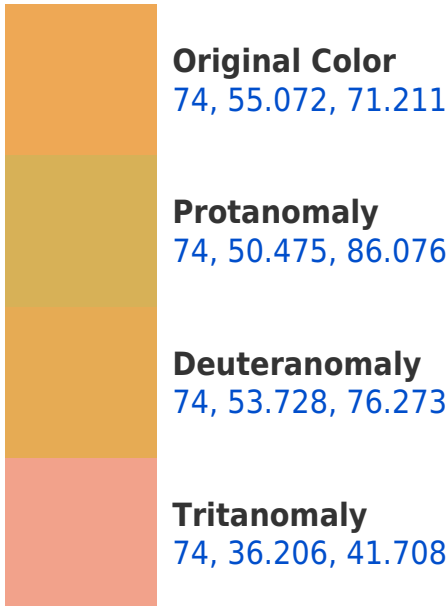 Original Color
74, 55.072, 71.211
Protanomaly
74, 50.475, 86.076
Deuteranomaly
74, 53.728, 76.273
Tritanomaly
74, 36.206, 41.708